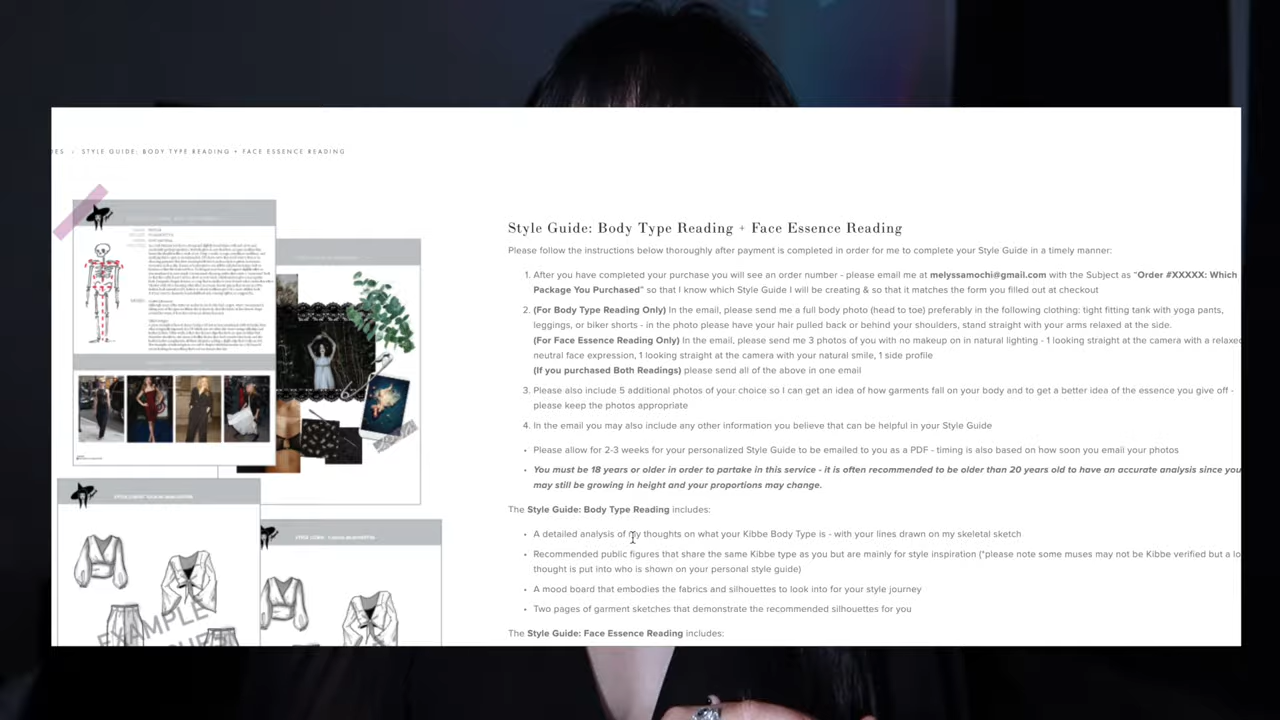 STYLE GUIDE: BODY TYPE READING + FACE ESSENCE READING
Style Guide: Body Type Reading + Face Essence Reading
Please follow the instructions below thoroughly after payment is completed in order for me to complete your Style Guide in a timely manner:
1. After you have completed your purchase you will see an order number - please email me at melyssamochi@gmail.com with the Subject as "Order #XXXXX: Which
Package You Purchased" so that I know which Style Guide I will be creating & so that it matches the form you filled out at checkout
2. (For Body Type Reading Only) In the email, please send me a full body photo (head to toe) preferably in the following clothing: tight fitting tank with yoga pants,
leggings, or biker shorts. In the photo please have your hair pulled back so that I can see your shoulders and stand straight with your arms relaxed at the side.
(For Face Essence Reading Only) In the email, please send me 3 photos of you with no makeup on in natural lighting - 1 looking straight at the camera with a relaxed
neutral face expression, 1 looking straight at the camera with your natural smile, 1 side profile
(If you purchased Both Readings) please send all of the above in one email
3. Please also include 5 additional photos of your choice so I can get an idea of how garments fall on your body and to get a better idea of the essence you give off -
please keep the photos appropriate
4. In the email you may also include any other information you believe that can be helpful in your Style Guide
• Please allow for 2-3 weeks for your personalized Style Guide to be emailed to you as a PDF - timing is also based on how soon you email your photos
• You must be 18 years or older in order to partake in this service - it is often recommended to be older than 20 years old to have an accurate analysis since you
may still be growing in height and your proportions may change.
The Style Guide: Body Type Reading includes:
• A detailed analysis of my thoughts on what your Kibbe Body Type is - with your lines drawn on my skeletal sketch
• Recommended public figures that share the same Kibbe type as you but are mainly for style inspiration (*please note some muses may not be Kibbe verified but a lo
thought is put into who is shown on your personal style guide)
• A mood board that embodies the fabrics and silhouettes to look into for your style journey
• Two pages of garment sketches that demonstrate the recommended silhouettes for you
The Style Guide: Face Essence Reading includes:
EXAMPLE